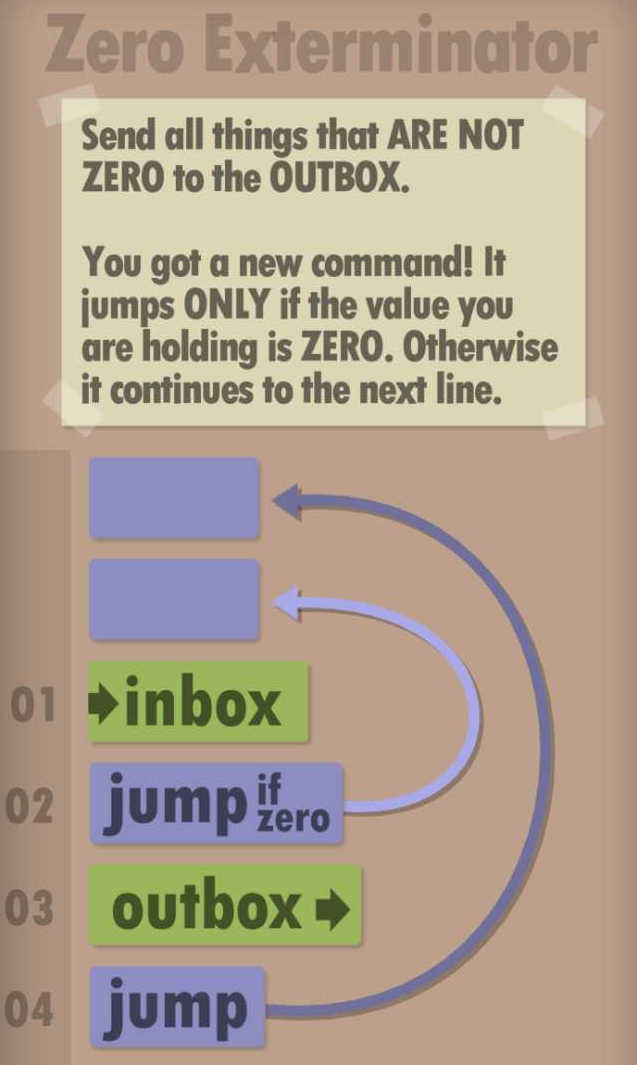 Zero Exterminator
Send all things that ARE NOT
ZERO to the OUTBOX.
You got a new command! It
jumps ONLY if the value you
are holding is ZERO. Otherwise
it continues to the next line.
01 inbox
02 jump if zero
03 outbox
04 jump